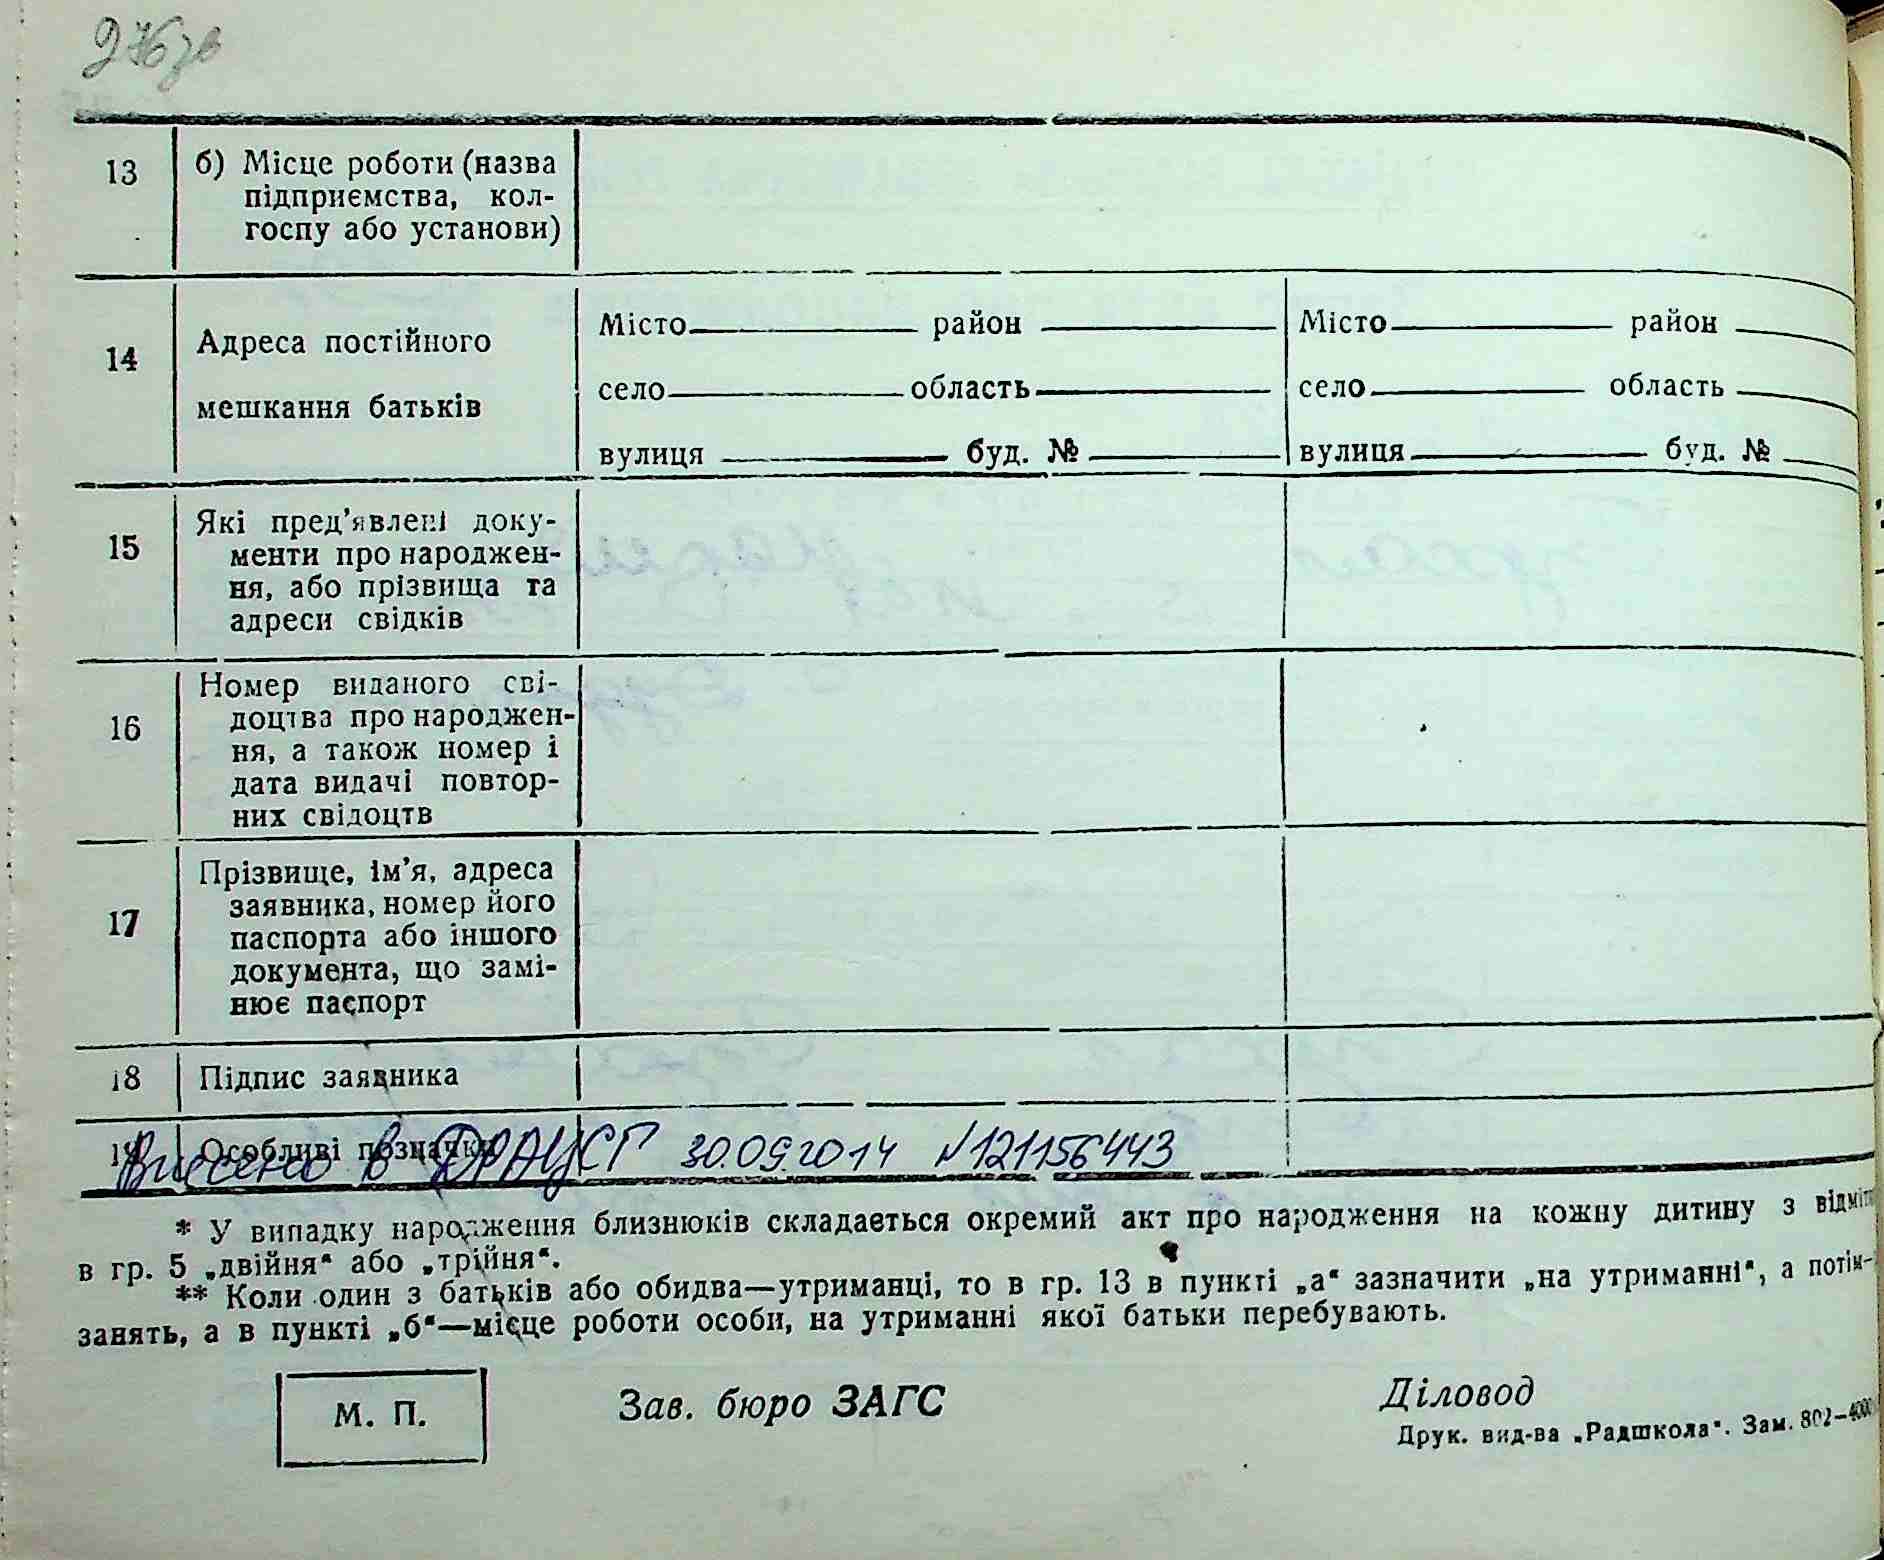 276зв
13 б) Місце роботи (назва
підприємства, кол-
госпу або установи)
14 Адреса постійного
мешкання батьків
Місто район Місто район
село область село область
вулиця буд. № вулиця буд. №
15 Які пред’явлені доку-
менти про народжен-
ня, або прізвища та
адреси свідків
16 Номер виданого сві-
доцтва про народжен-
ня, а також номер і
дата видачі повтор-
них свідоцтв
17 Прізвище, ім’я, адреса
заявника, номер його
паспорта або іншого
документа, що замі-
нює паспорт
18 Підпис заявника
19 Особливі позначки
Внесено в ДРАЦСГ 30.09.2014 №121156443
* У випадку народження близнюків складається окремий акт про народження на кожну дитину з відміт
в гр. 5 „двійня“ або „трійня“.
** Коли один з батьків або обидва—утриманці, то в гр. 13 в пункті „а“ зазначити „на утриманні“, а потім—
занять, а в пункті „б“—місце роботи особи, на утриманні якої батьки перебувають.
М. П. Зав. бюро ЗАГС Діловод
Друк. вид-ва „Радшкола“. Зам. 802—4000